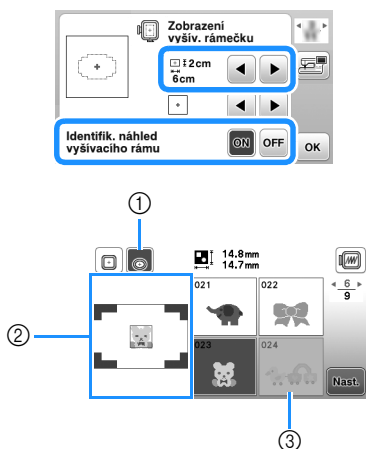 Zobrazení
vyšív. rámečku
2cm
6cm
Identifik. náhled
vyšívacího rámu
ON OFF
OK
1
14.8mm
14.7mm
021 022
6
9
2
023 024
Nast.
3